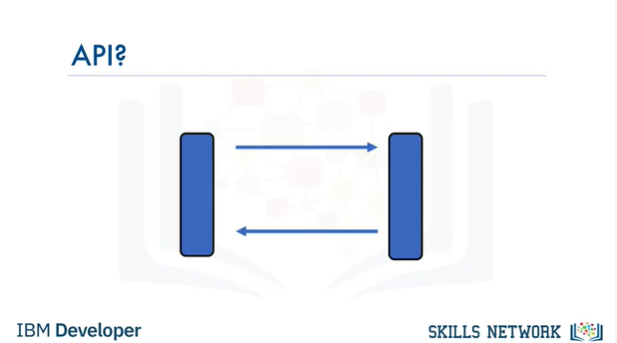 API?
IBM Developer
SKILLS NETWORK